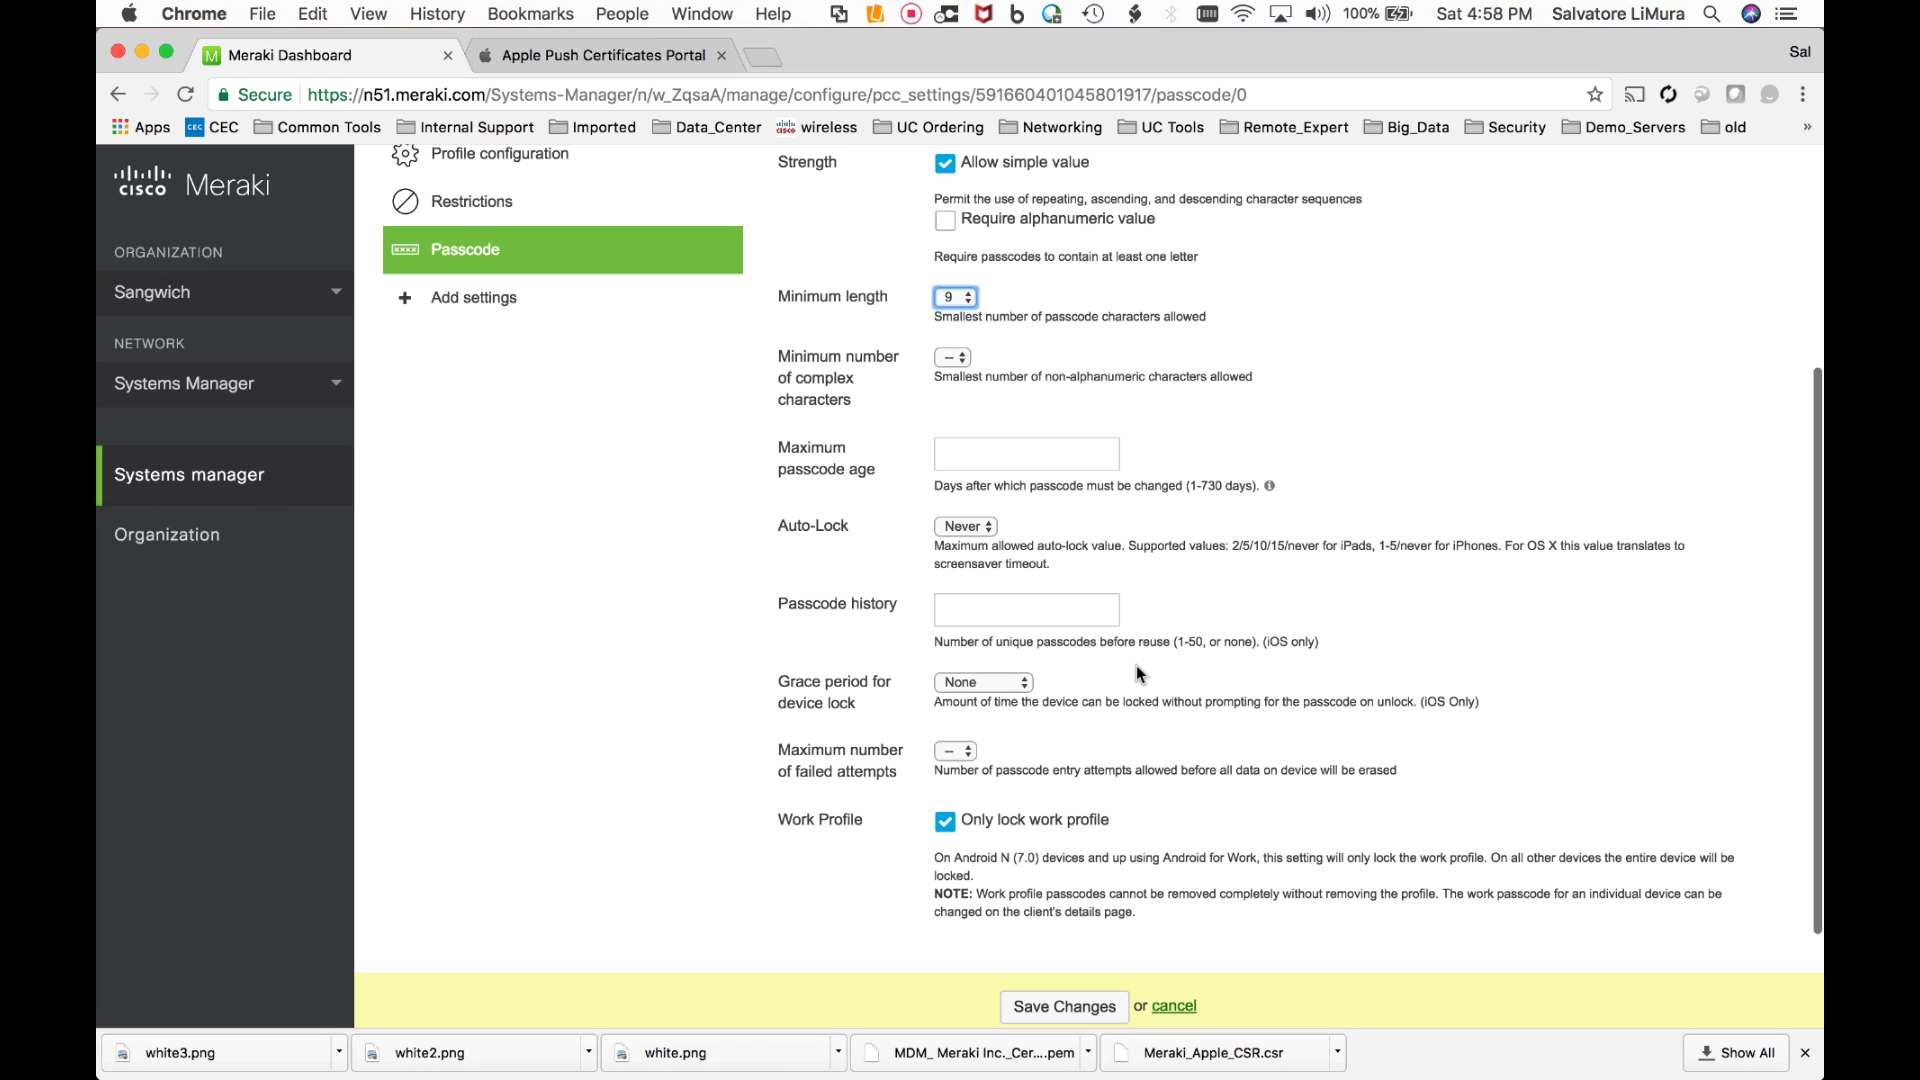 Chrome File Edit View History Bookmarks People Window Help 100% Sat 4:58 PM Salvatore LiMura
Meraki Dashboard
Apple Push Certificates Portal
Sal
Secure https://n51.meraki.com/Systems-Manager/n/w_ZqsaA/manage/configure/pcc_settings/591660401045801917/passcode/0
Apps CEC CEC Common Tools Internal Support Imported Data_Center wireless UC Ordering Networking UC Tools Remote_Expert Big_Data Security Demo_Servers old »
CISCO Meraki
ORGANIZATION
Sangwich
NETWORK
Systems Manager
Systems manager
Organization
Profile configuration
Restrictions
Passcode
+ Add settings
Strength
Allow simple value
Permit the use of repeating, ascending, and descending character sequences
Require alphanumeric value
Require passcodes to contain at least one letter
Minimum length
9
Smallest number of passcode characters allowed
Minimum number
of complex
characters
--
Smallest number of non-alphanumeric characters allowed
Maximum
passcode age
Days after which passcode must be changed (1-730 days).
Auto-Lock
Never
Maximum allowed auto-lock value. Supported values: 2/5/10/15/never for iPads, 1-5/never for iPhones. For OS X this value translates to
screensaver timeout.
Passcode history
Number of unique passcodes before reuse (1-50, or none). (iOS only)
Grace period for
device lock
None
Amount of time the device can be locked without prompting for the passcode on unlock. (iOS Only)
Maximum number
of failed attempts
--
Number of passcode entry attempts allowed before all data on device will be erased
Work Profile
Only lock work profile
On Android N (7.0) devices and up using Android for Work, this setting will only lock the work profile. On all other devices the entire device will be
locked.
NOTE: Work profile passcodes cannot be removed completely without removing the profile. The work passcode for an individual device can be
changed on the client's details page.
Save Changes or cancel
white3.png
white2.png
white.png
MDM_ Meraki Inc._Cer....pem
Meraki_Apple_CSR.csr
Show All